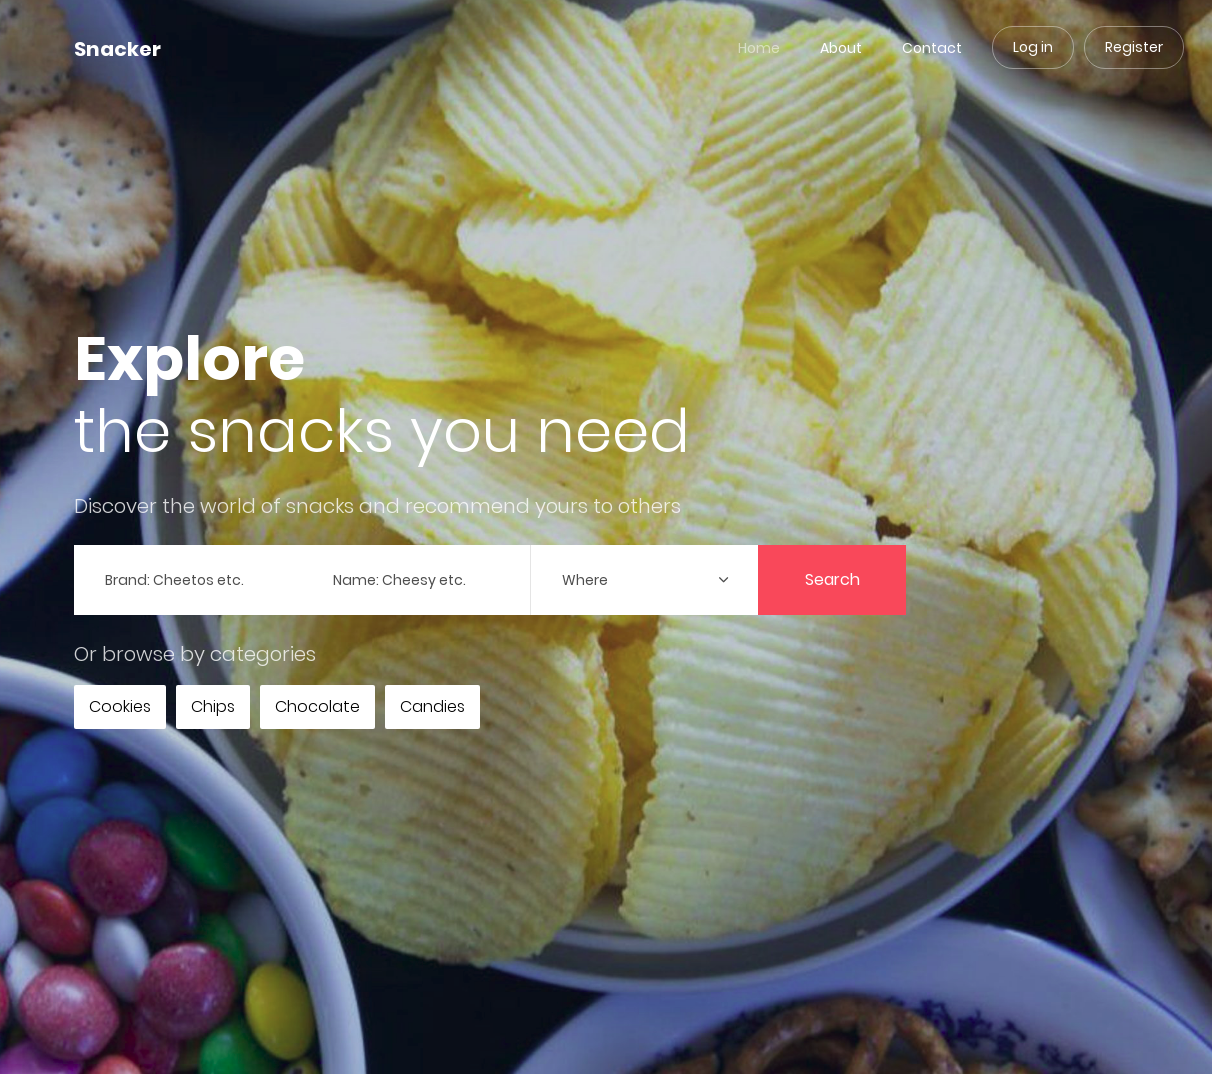 Snacker
Home About Contact Log in Register
Explore
the snacks you need
Discover the world of snacks and recommend yours to others
Brand: Cheetos etc. Name: Cheesy etc. Where Search
Or browse by categories
Cookies Chips Chocolate Candies